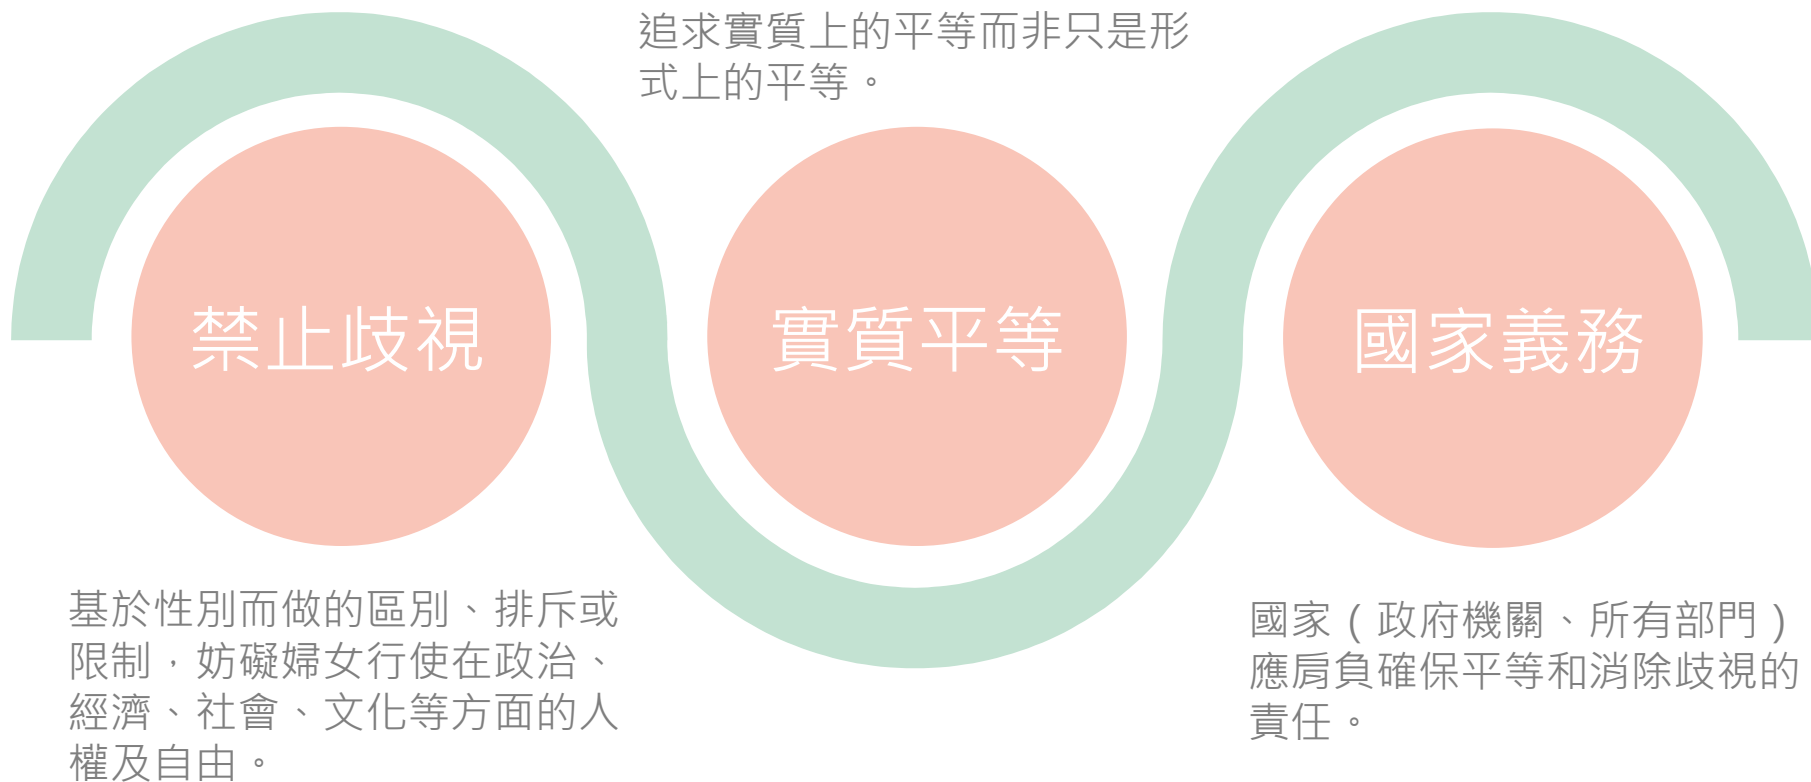 追求實質上的平等而非只是形
式上的平等。
禁止歧視
實質平等
國家義務
基於性別而做的區別、排斥或
限制，妨礙婦女行使在政治、
經濟、社會、文化等方面的人
權及自由。
國家（政府機關、所有部門）
應肩負確保平等和消除歧視的
責任。